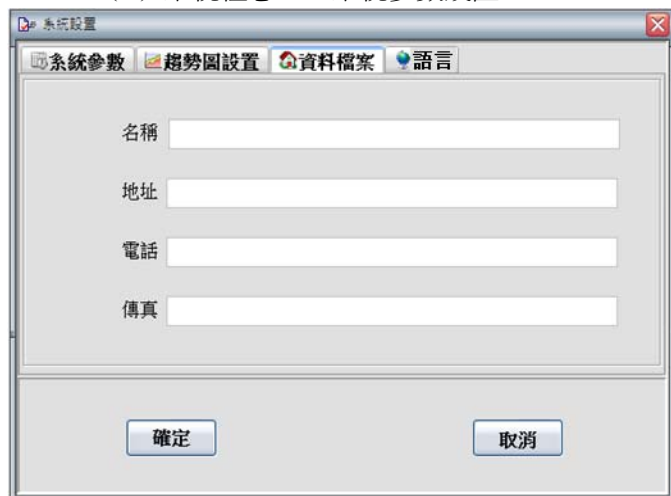 系統設置
系統參數 趨勢圖設置 資料檔案 語言
名稱
地址
電話
傳真
確定 取消